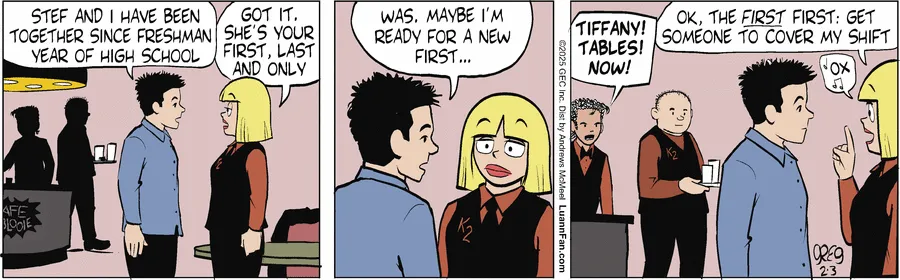 STEF AND I HAVE BEEN
TOGETHER SINCE FRESHMAN
YEAR OF HIGH SCHOOL
GOT IT.
SHE'S YOUR
FIRST, LAST
AND ONLY
AFE
BLOOIE
WAS. MAYBE I'M
READY FOR A NEW
FIRST...
K2
©2025 GEC Inc. Dist by Andrews McMeel LuannFan.com
TIFFANY!
TABLES!
NOW!
OK, THE FIRST FIRST: GET
SOMEONE TO COVER MY SHIFT
OX
K2
GREG
2-3